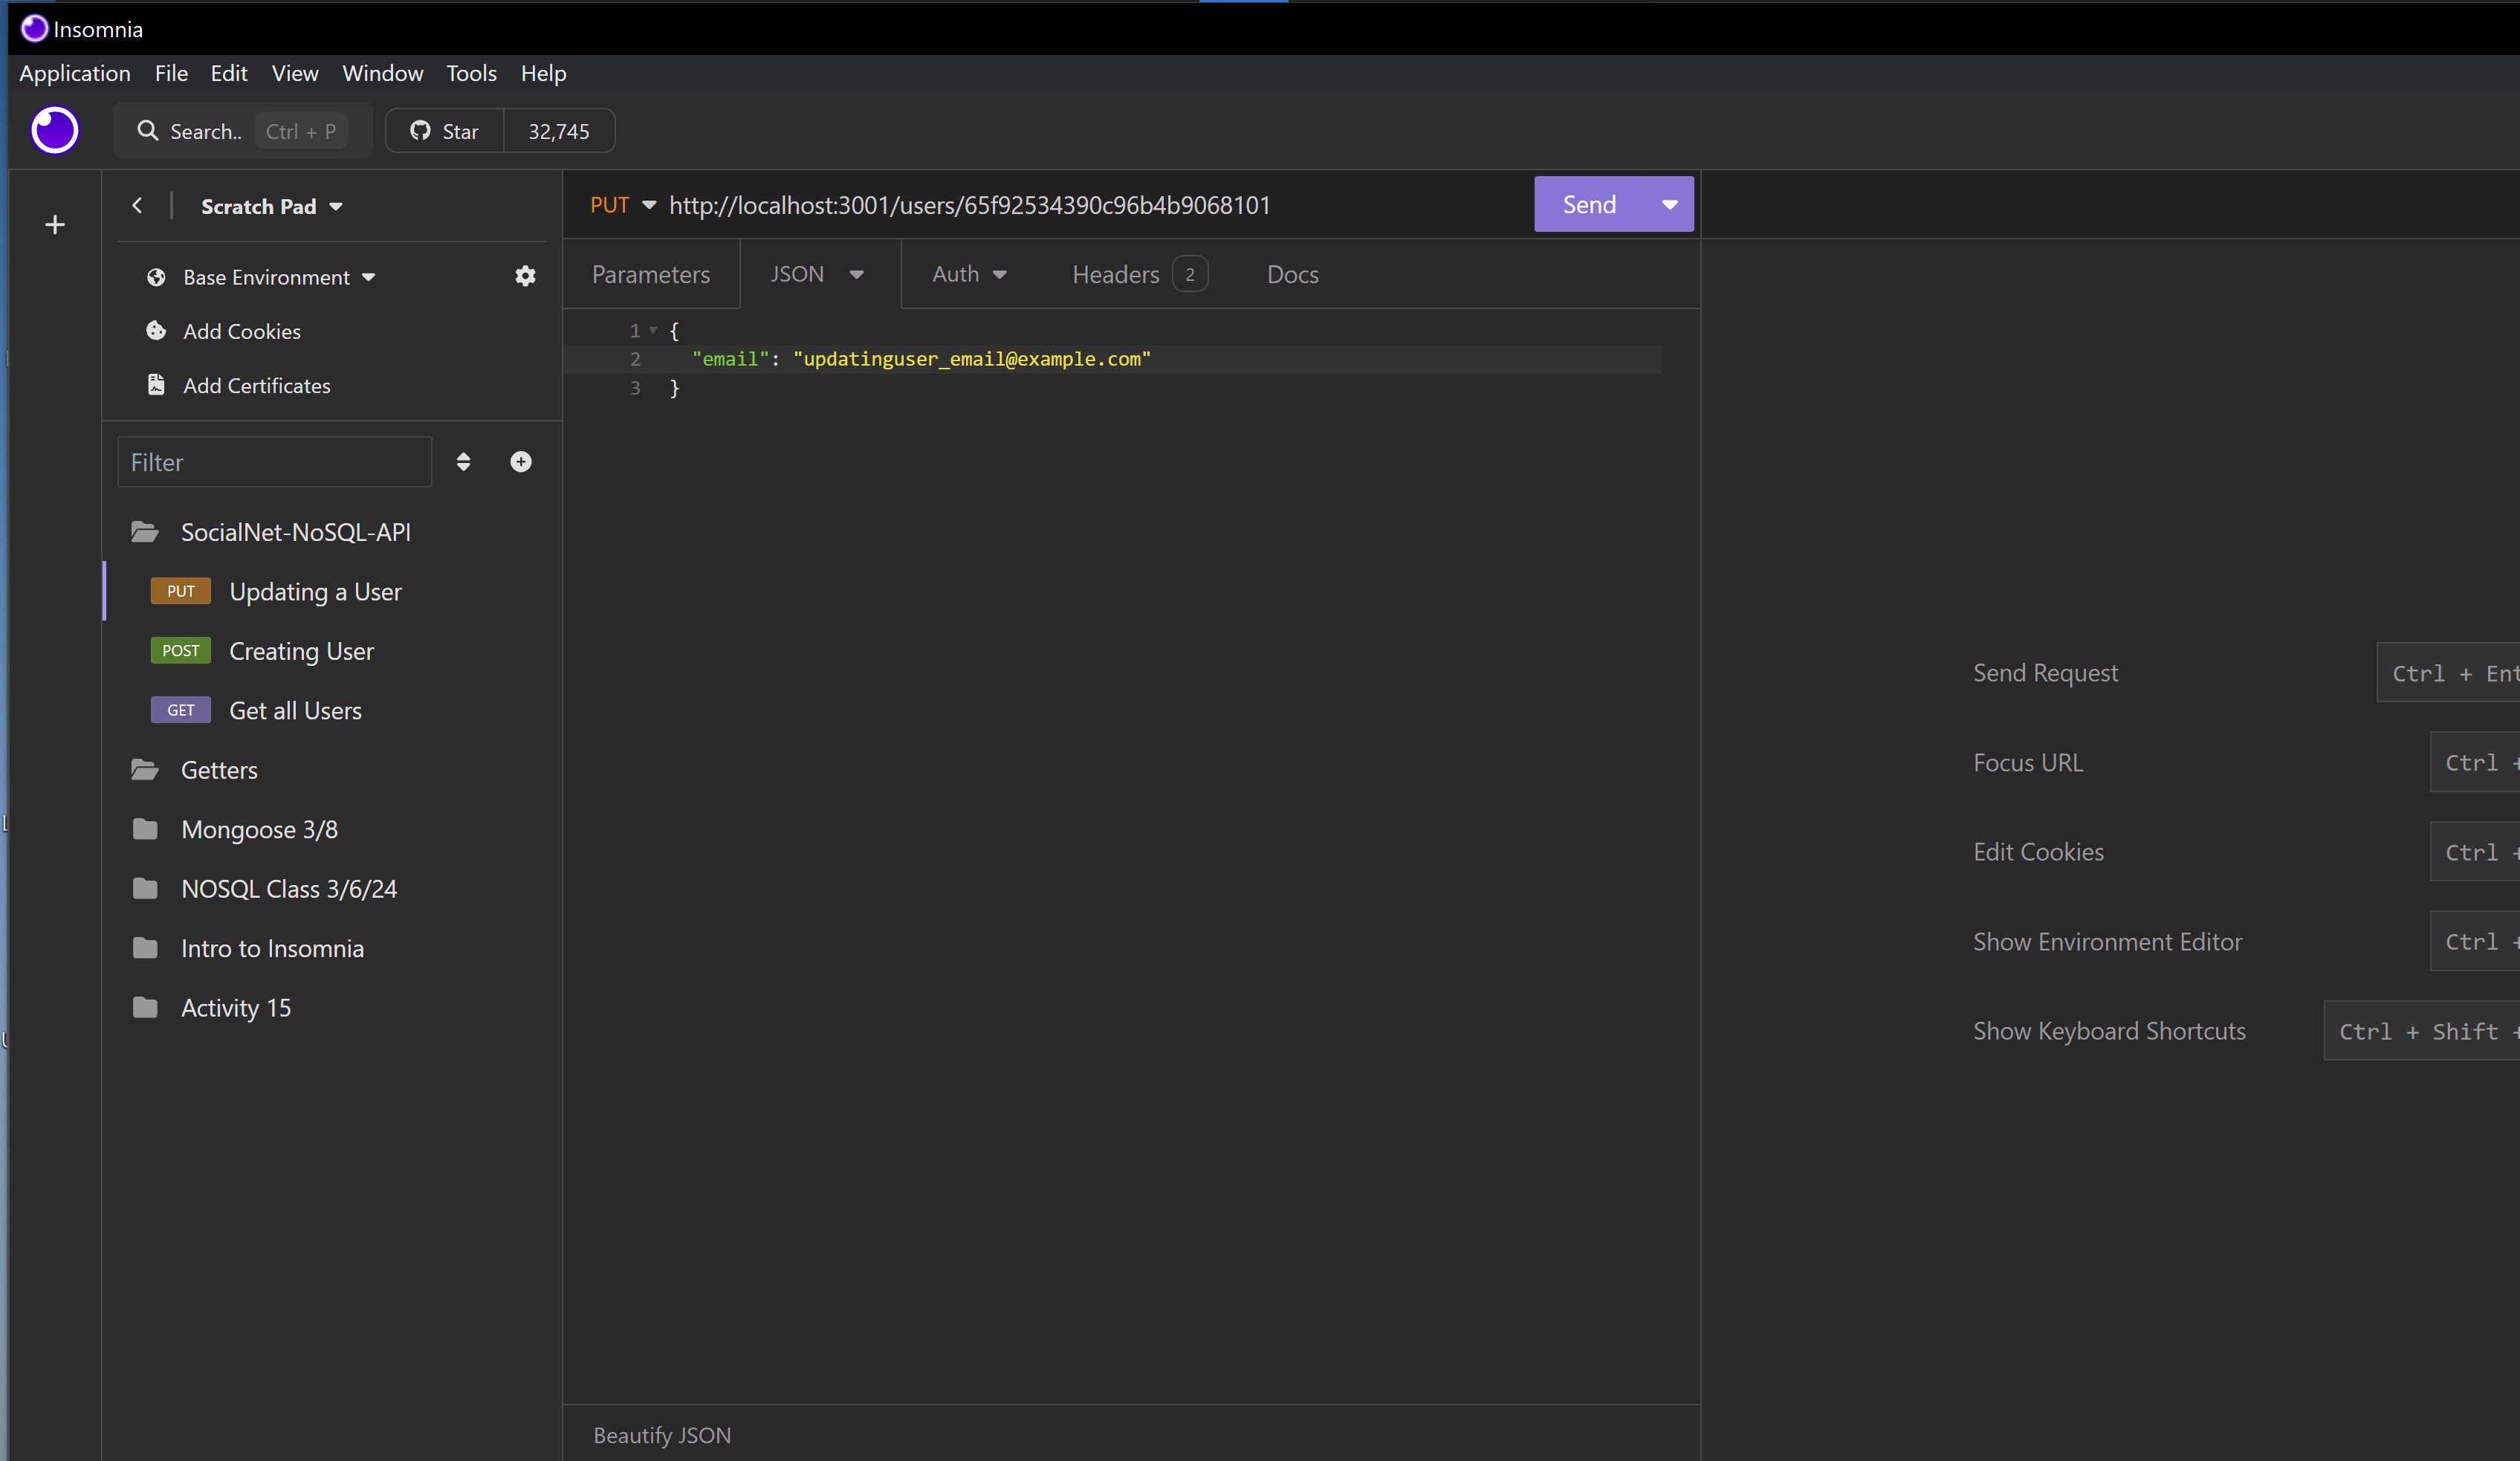 Insomnia
Application File Edit View Window Tools Help
Search.. Ctrl + P Star 32,745
Scratch Pad
Base Environment
Add Cookies
Add Certificates
Filter
SocialNet-NoSQL-API
PUT Updating a User
POST Creating User
GET Get all Users
Getters
Mongoose 3/8
NOSQL Class 3/6/24
Intro to Insomnia
Activity 15
PUT http://localhost:3001/users/65f92534390c96b4b9068101 Send
Parameters JSON Auth Headers 2 Docs
1 {
2 "email": "updatinguser_email@example.com"
3 }
Beautify JSON
Send Request Ctrl + Ent
Focus URL Ctrl +
Edit Cookies Ctrl +
Show Environment Editor Ctrl +
Show Keyboard Shortcuts Ctrl + Shift +